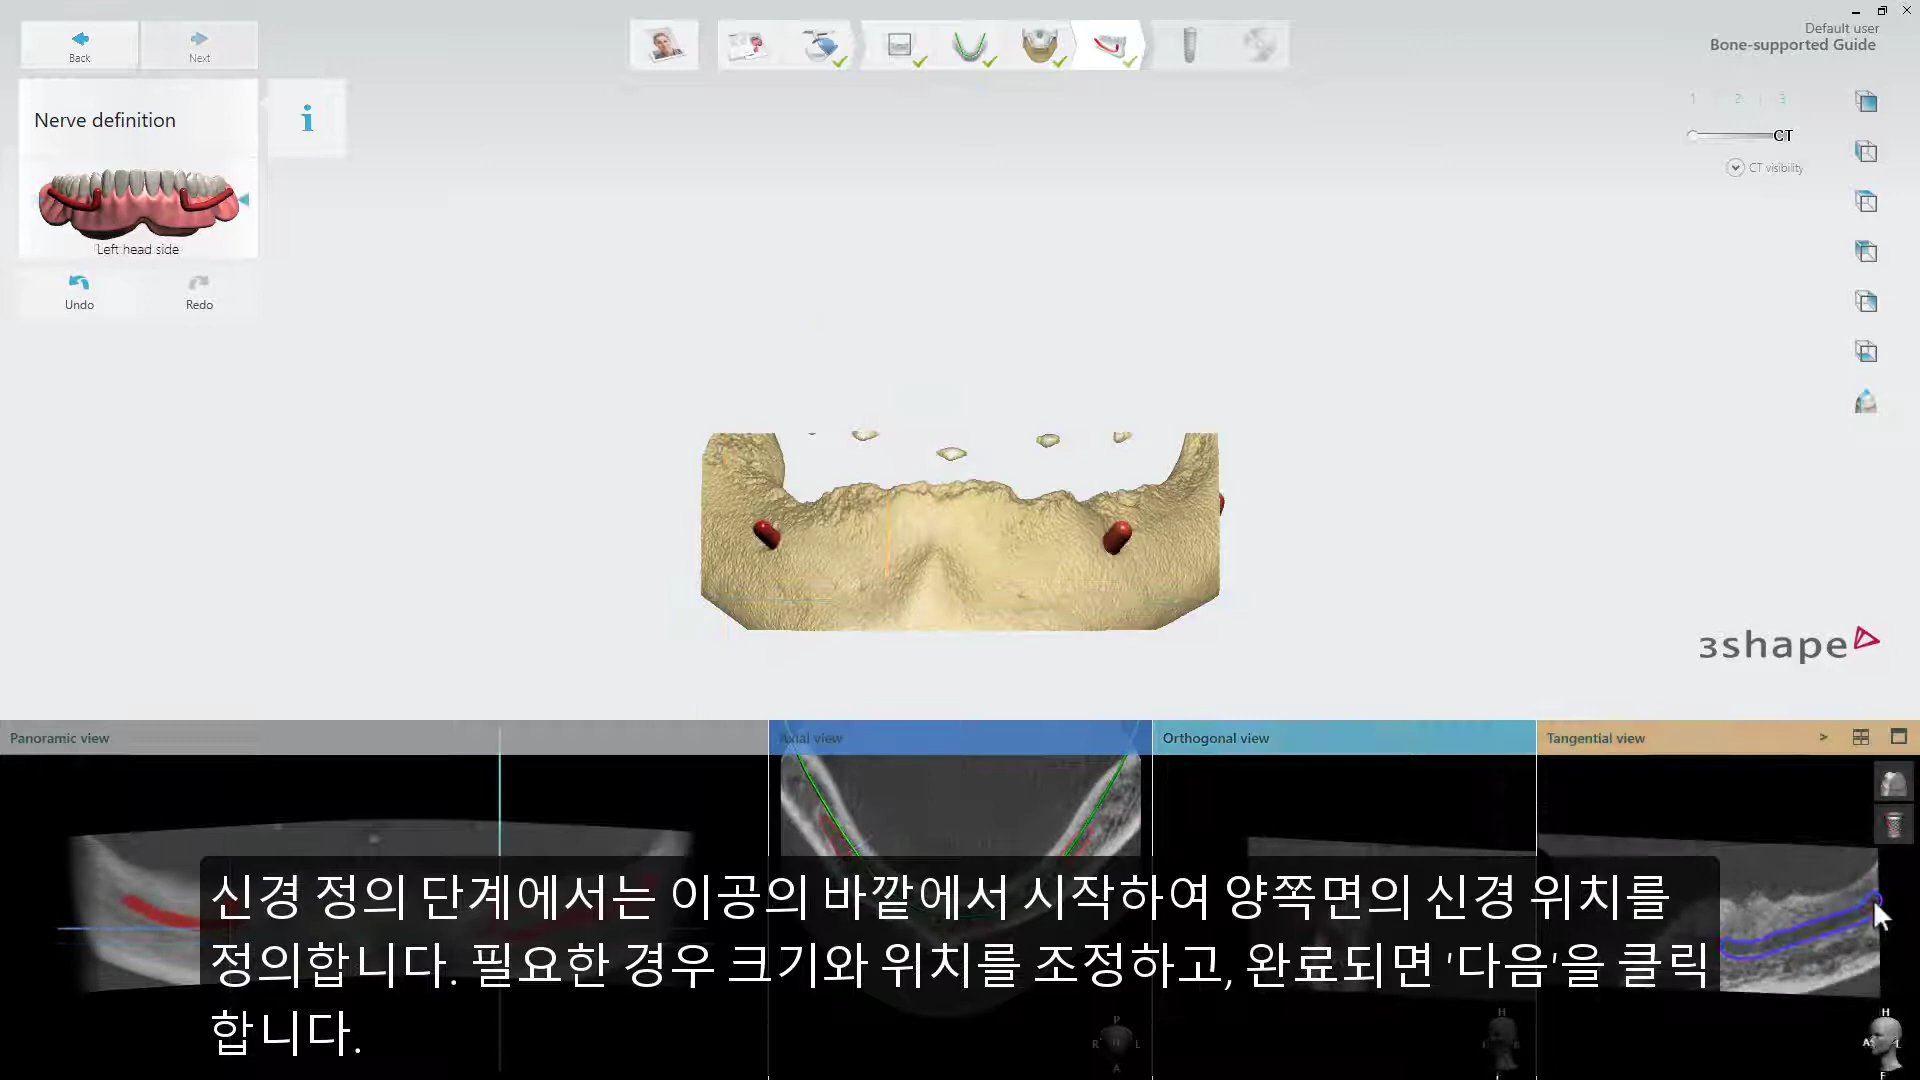 Default user
Bone-supported Guide
Back
Next
Nerve definition
i
Left head side
Undo
Redo
1 2 3
CT
CT visibility
3shape
Panoramic view
Axial view
Orthogonal view
Tangential view
>
신경 정의 단계에서는 이공의 바깥에서 시작하여 양쪽면의 신경 위치를
정의합니다. 필요한 경우 크기와 위치를 조정하고, 완료되면 '다음'을 클릭
합니다.
P
R H L
A
H
H
A L
F